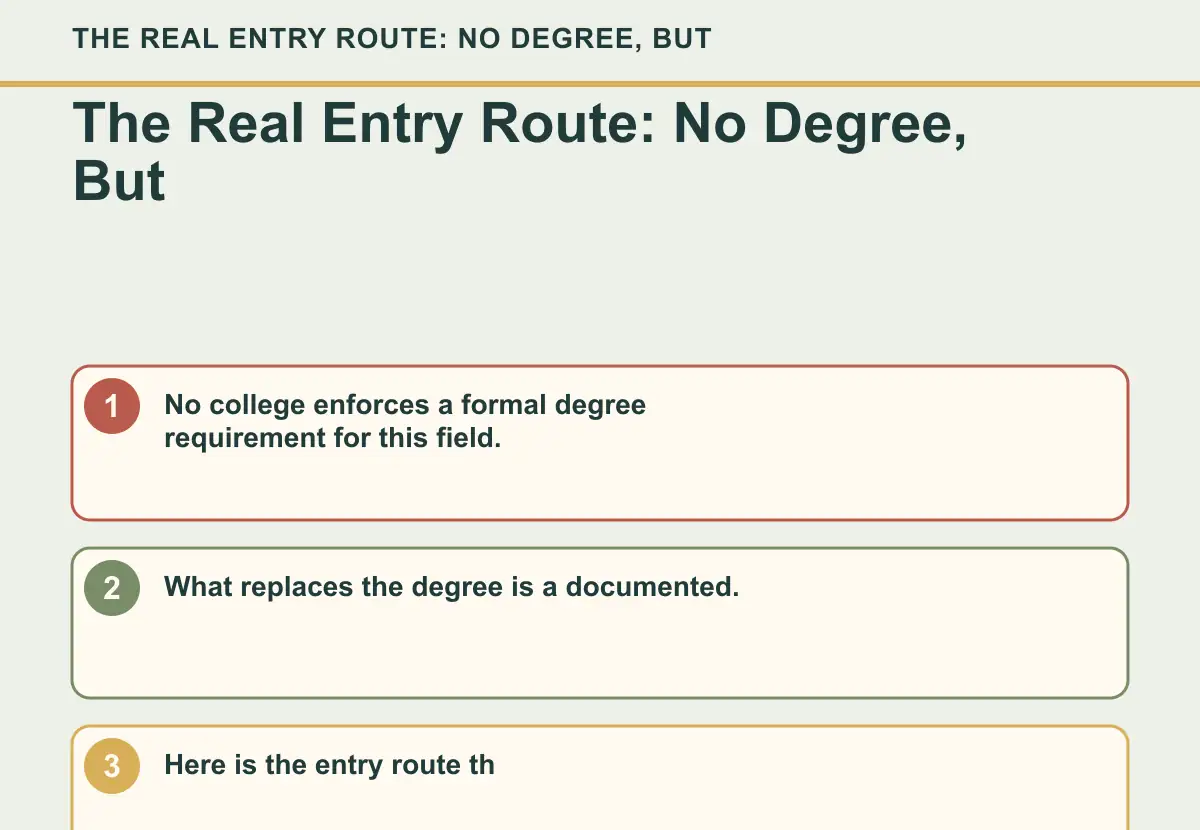 THE REAL ENTRY ROUTE: NO DEGREE, BUT
The Real Entry Route: No Degree,
But
1
No college enforces a formal degree
requirement for this field.
2
What replaces the degree is a documented.
3
Here is the entry route th